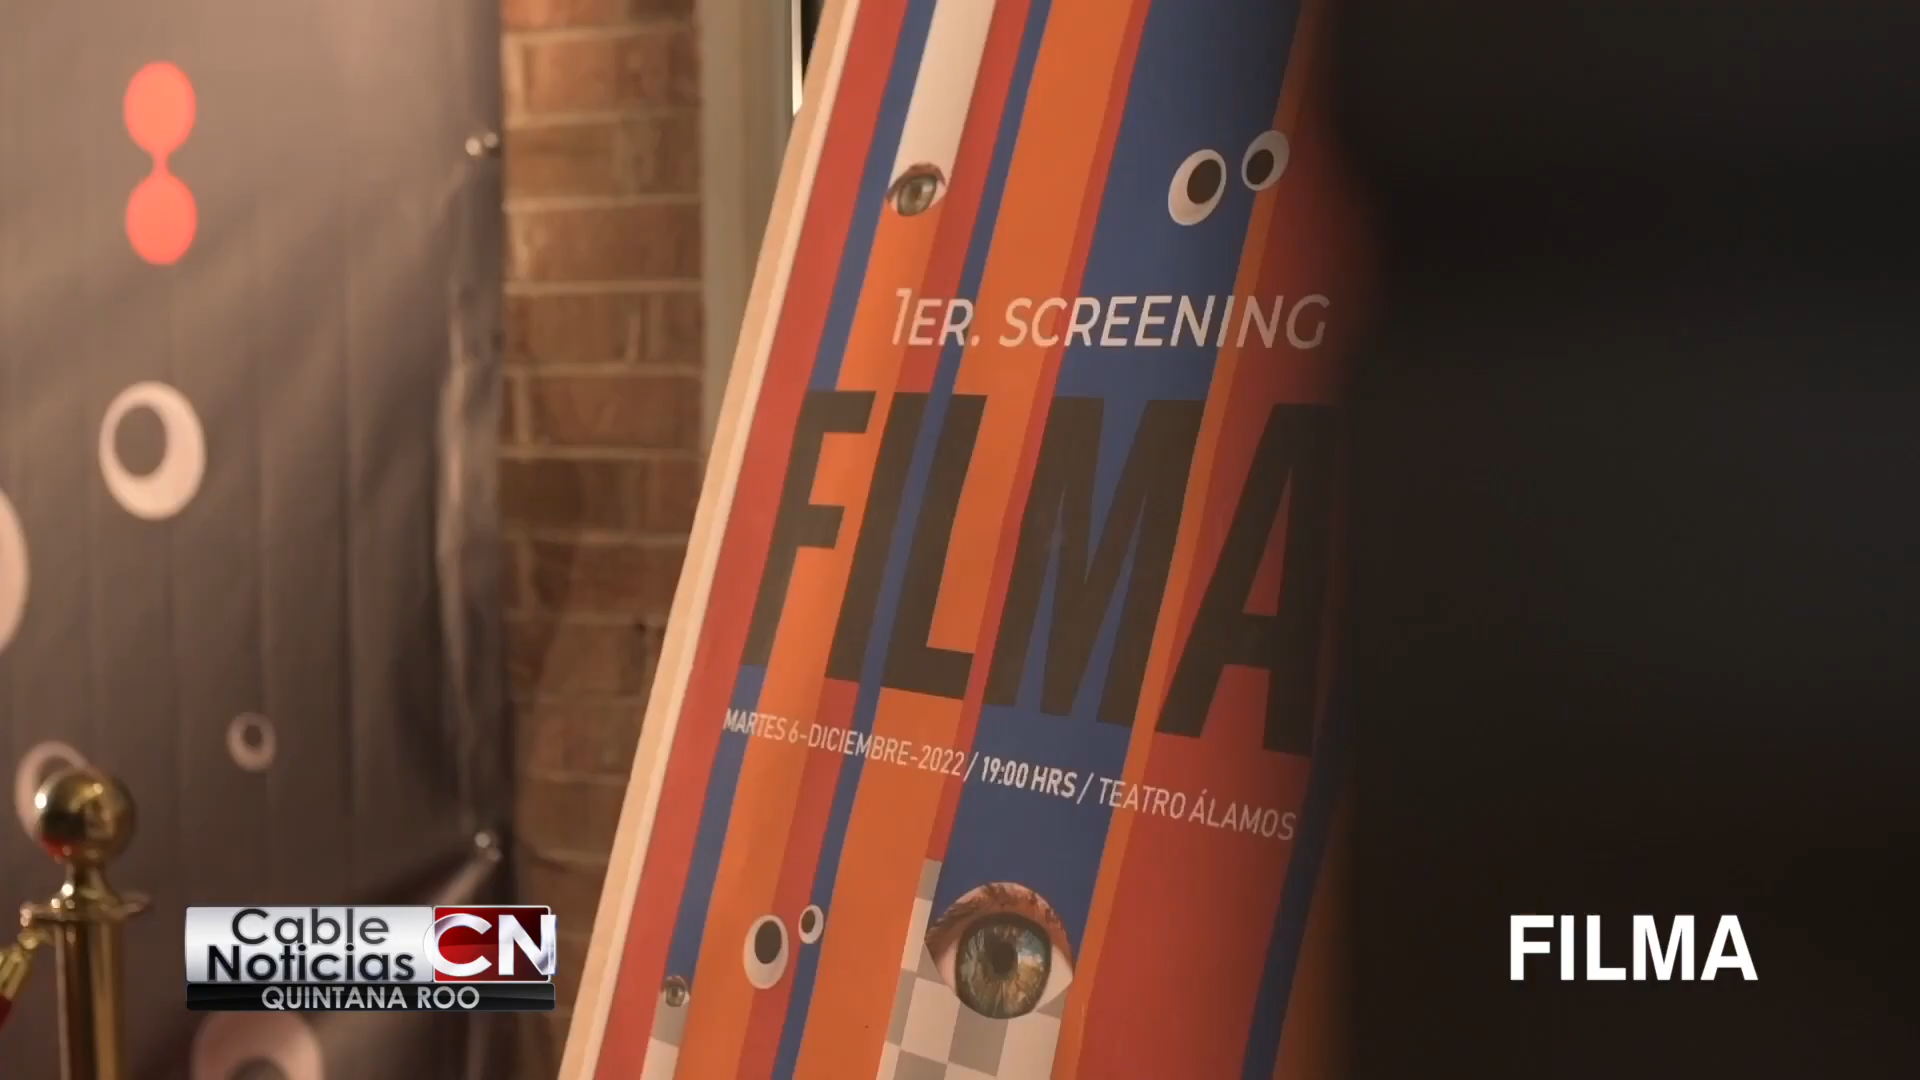 1ER. SCREENING
FILMA
MARTES 6-DICIEMBRE-2022 / 19:00 HRS / TEATRO ÁLAMOS
Cable
Noticias CN
QUINTANA ROO
FILMA